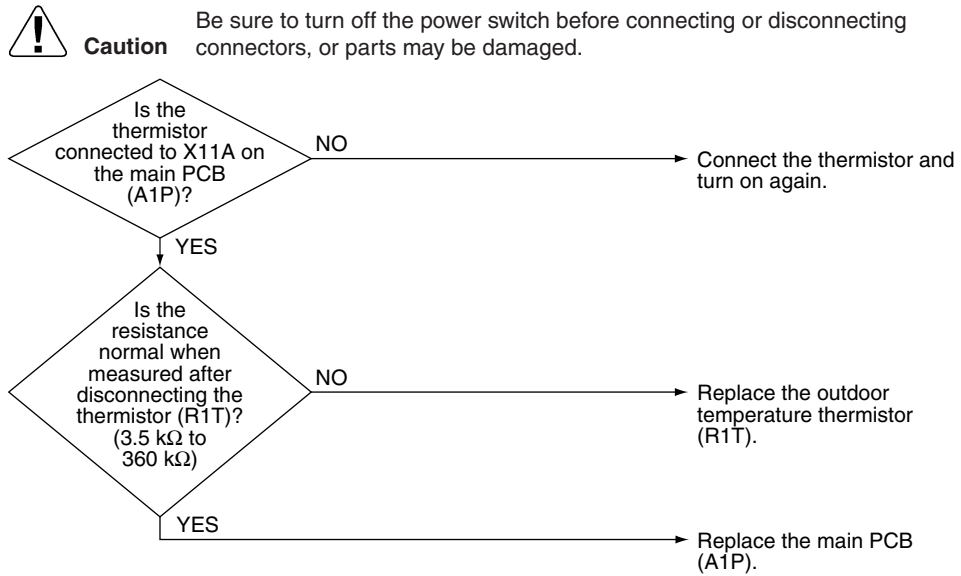 Be sure to turn off the power switch before connecting or disconnecting
Caution connectors, or parts may be damaged.
Is the
thermistor
connected to X11A on
the main PCB
(A1P)?
NO
Connect the thermistor and
turn on again.
YES
Is the
resistance
normal when
measured after
disconnecting the
thermistor (R1T)?
(3.5 kΩ to
360 kΩ)
NO
Replace the outdoor
temperature thermistor
(R1T).
YES
Replace the main PCB
(A1P).